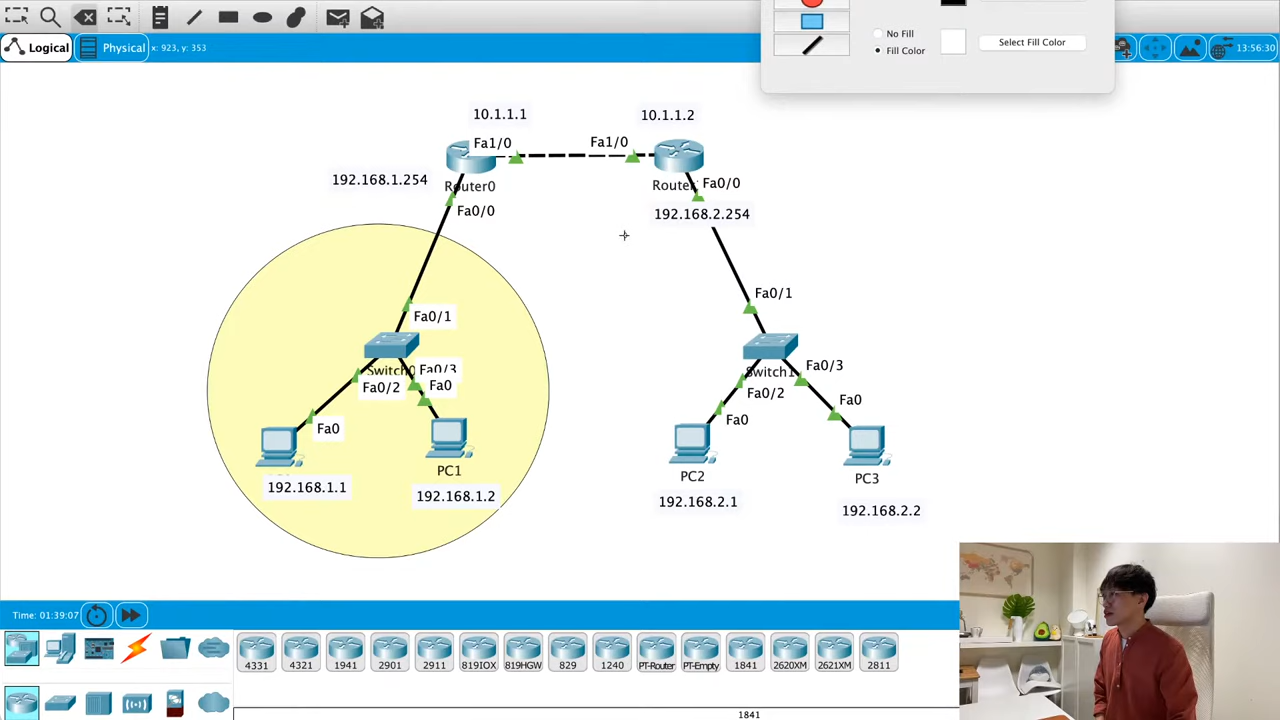 Logical
Physical
x: 923, y: 353
No Fill
Fill Color
Select Fill Color
13:56:30
10.1.1.1
10.1.1.2
Fa1/0
Fa1/0
192.168.1.254
Router0
Router
Fa0/0
Fa0/0
192.168.2.254
Fa0/1
Fa0/1
Switch0
Fa0/3
Fa0/2
Fa0
Switch1
Fa0/3
Fa0/2
Fa0
Fa0
Fa0
PC1
PC2
PC3
192.168.1.1
192.168.1.2
192.168.2.1
192.168.2.2
Time: 01:39:07
4331
4321
1941
2901
2911
819IOX
819HGW
829
1240
PT-Router
PT-Empty
1841
2620XM
2621XM
2811
1841